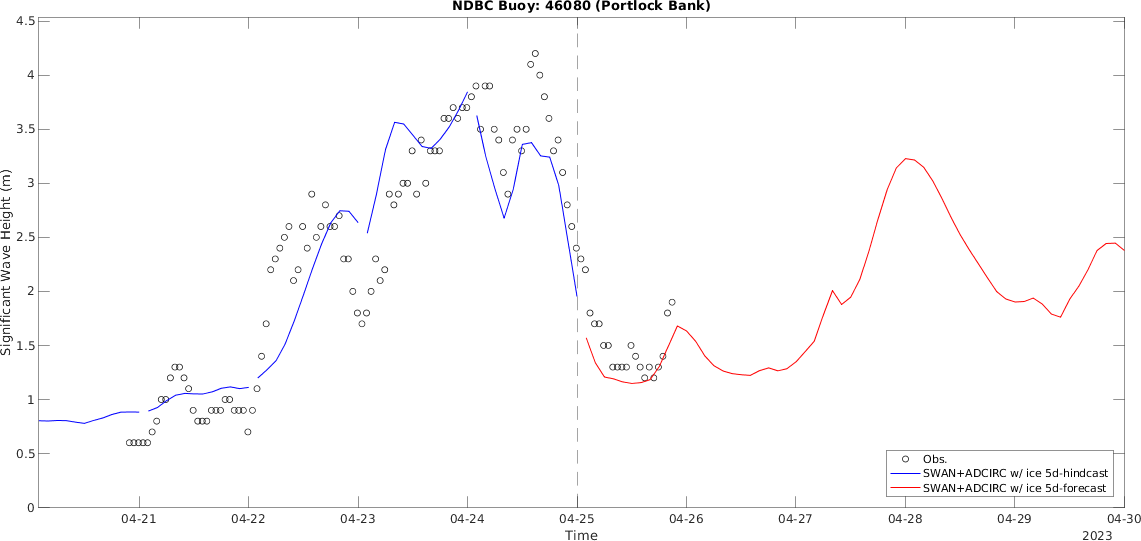 NDBC Buoy: 46080 (Portlock Bank)
4.5
4
3.5
3
2.5
2
1.5
1
0.5
0
Significant Wave Height (m)
04-21 04-22 04-23 04-24 04-25 04-26 04-27 04-28 04-29 04-30
Time
2023
Obs.
SWAN+ADCIRC w/ ice 5d-hindcast
SWAN+ADCIRC w/ ice 5d-forecast